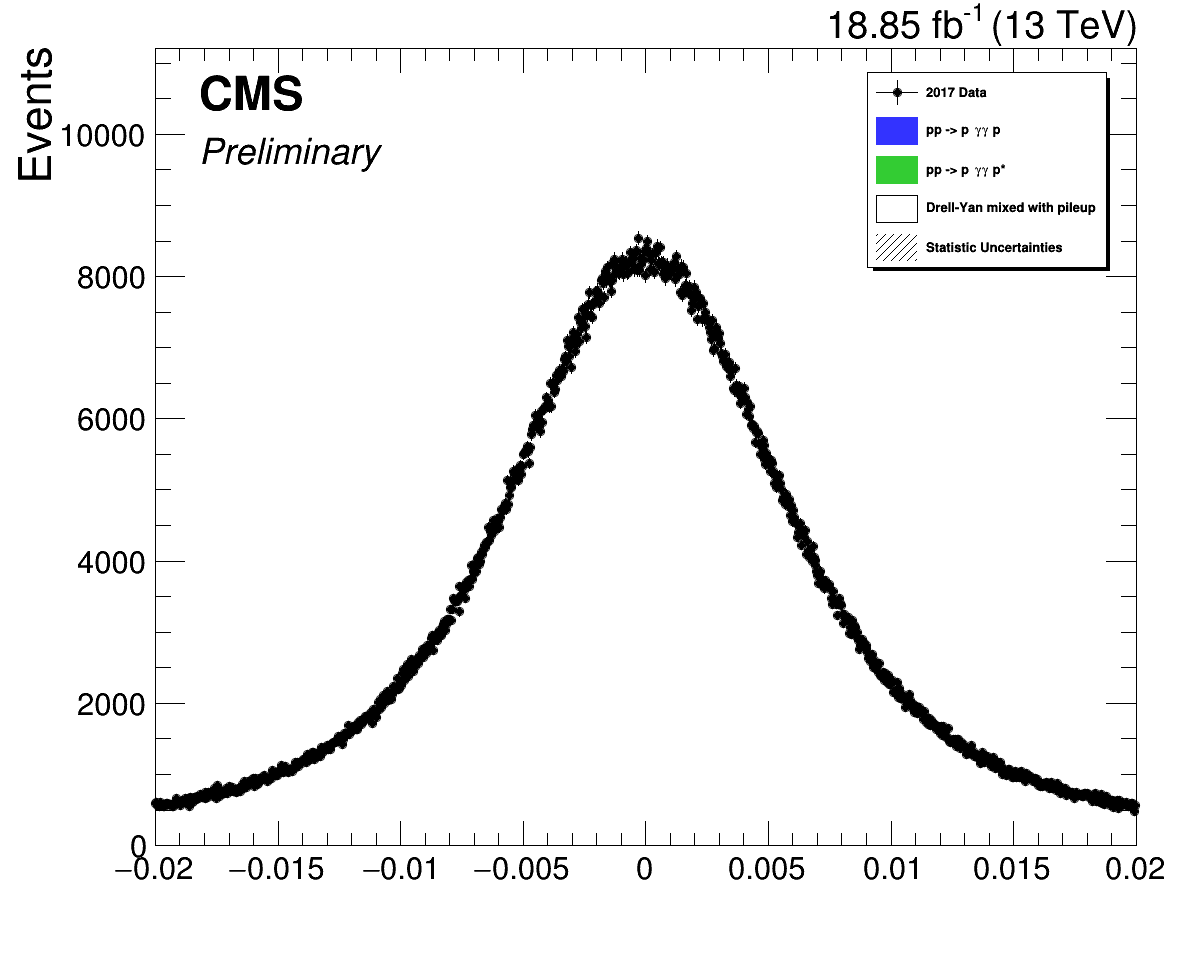 18.85 fb⁻¹ (13 TeV)
Events
CMS
Preliminary
2017 Data
pp -> p γγ p
pp -> p γγ p*
Drell-Yan mixed with pileup
Statistic Uncertainties
10000
8000
6000
4000
2000
0
−0.02 −0.015 −0.01 −0.005 0 0.005 0.01 0.015 0.02